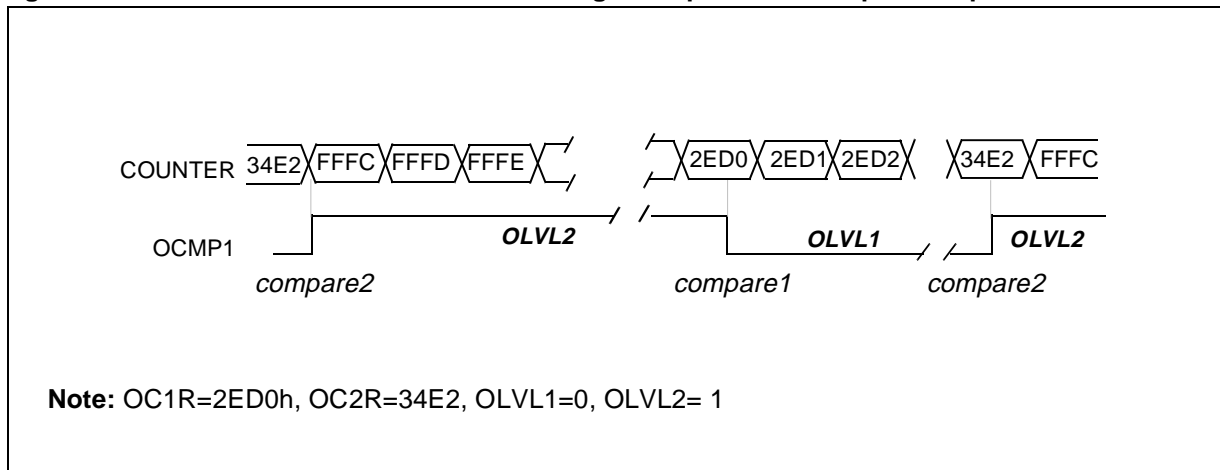 COUNTER 34E2 FFFC FFFD FFFE 2ED0 2ED1 2ED2 34E2 FFFC
OCMP1 OLVL2 OLVL1 OLVL2
compare2 compare1 compare2
Note: OC1R=2ED0h, OC2R=34E2, OLVL1=0, OLVL2= 1